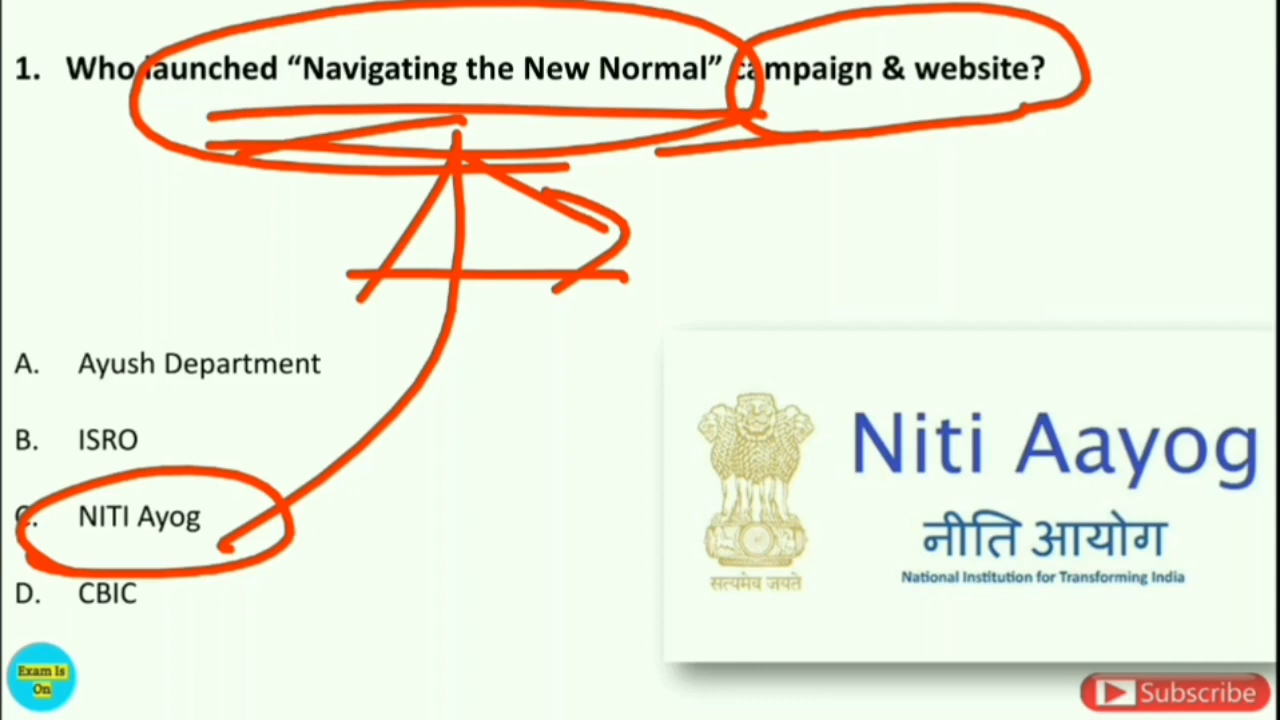 1. Who launched “Navigating the New Normal” campaign & website?
A. Ayush Department
B. ISRO
C. NITI Ayog
D. CBIC
Niti Aayog
नीति आयोग
National Institution for Transforming India
सत्यमेव जयते
Exam Is
On
Subscribe